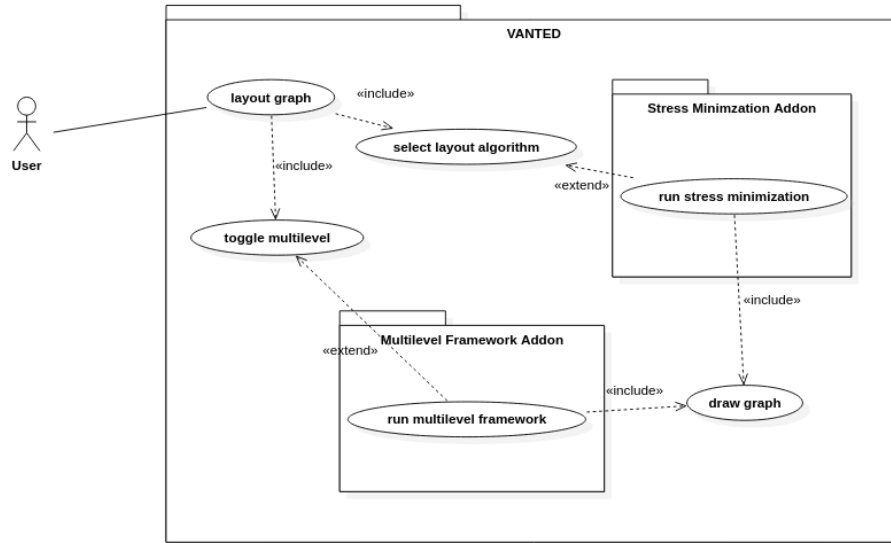 VANTED
layout graph
«include»
Stress Minimzation Addon
User
select layout algorithm
«include»
«extend»
run stress minimization
toggle multilevel
«include»
Multilevel Framework Addon
«extend»
«include»
draw graph
run multilevel framework